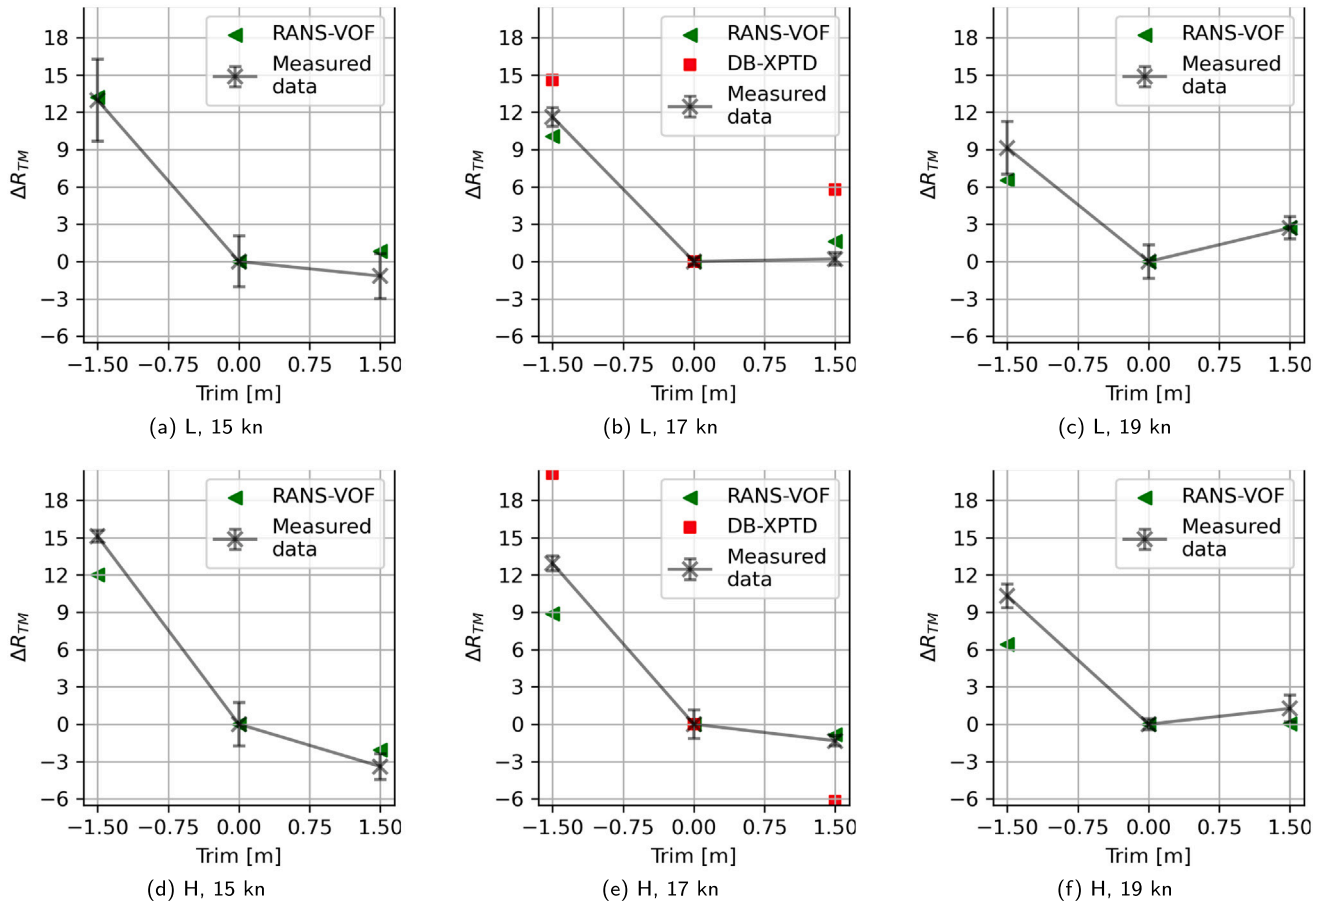 18
15
12
9
6
3
0
−3
−6
ΔR_TM
RANS-VOF
Measured
data
−1.50 −0.75 0.00 0.75 1.50
Trim [m]
(a) L, 15 kn
18
15
12
9
6
3
0
−3
−6
ΔR_TM
RANS-VOF
DB-XPTD
Measured
data
−1.50 −0.75 0.00 0.75 1.50
Trim [m]
(b) L, 17 kn
18
15
12
9
6
3
0
−3
−6
ΔR_TM
RANS-VOF
Measured
data
−1.50 −0.75 0.00 0.75 1.50
Trim [m]
(c) L, 19 kn
18
15
12
9
6
3
0
−3
−6
ΔR_TM
RANS-VOF
Measured
data
−1.50 −0.75 0.00 0.75 1.50
Trim [m]
(d) H, 15 kn
18
15
12
9
6
3
0
−3
−6
ΔR_TM
RANS-VOF
DB-XPTD
Measured
data
−1.50 −0.75 0.00 0.75 1.50
Trim [m]
(e) H, 17 kn
18
15
12
9
6
3
0
−3
−6
ΔR_TM
RANS-VOF
Measured
data
−1.50 −0.75 0.00 0.75 1.50
Trim [m]
(f) H, 19 kn